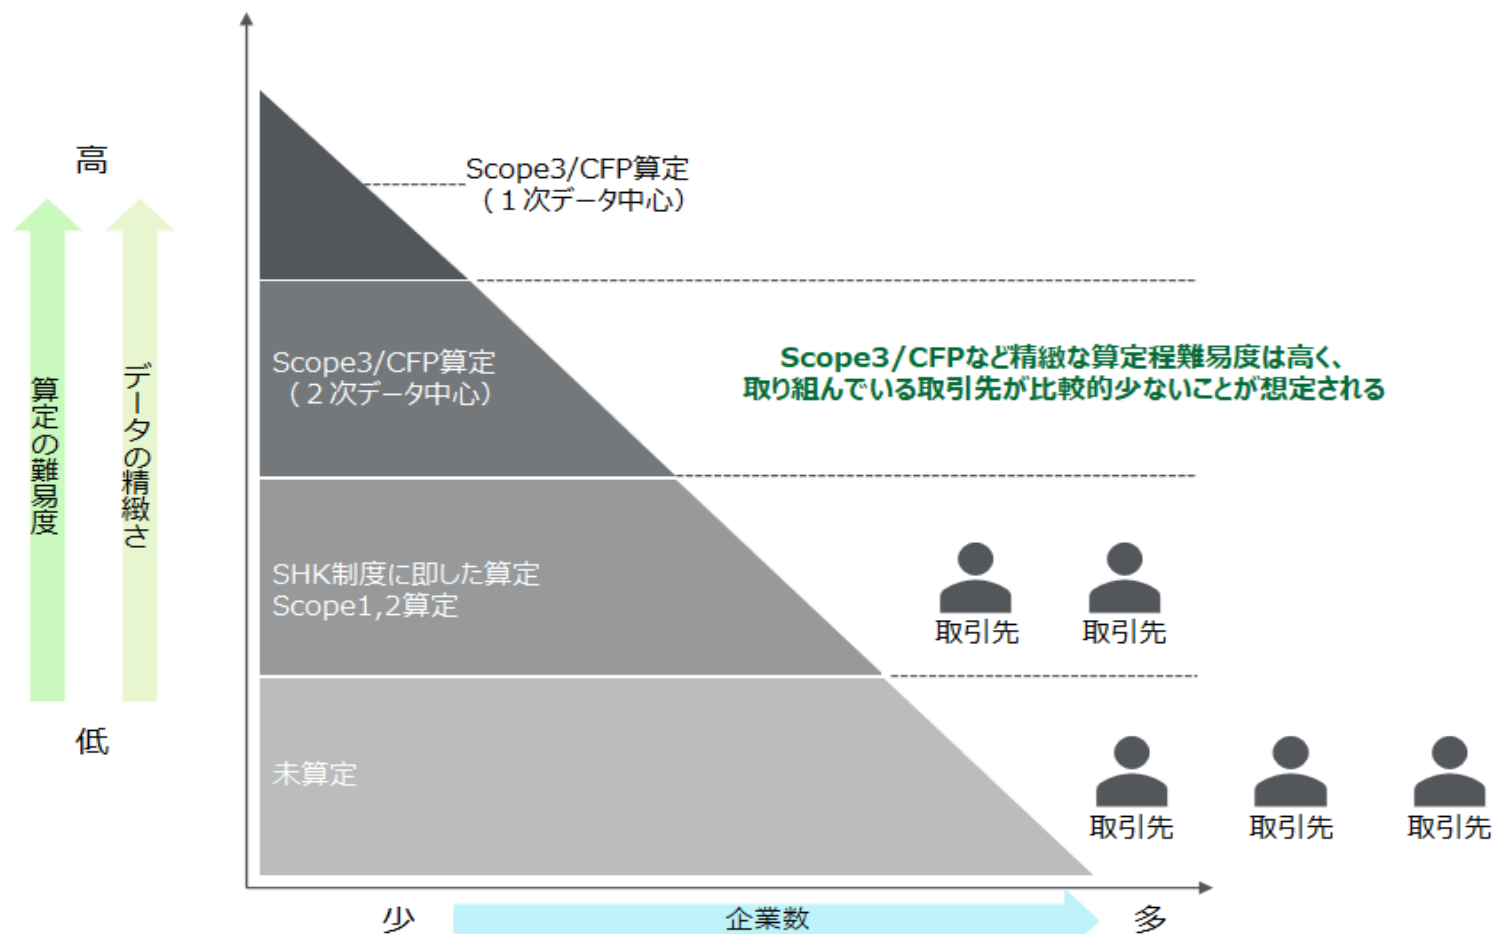 高
Scope3/CFP算定
（１次データ中心）
Scope3/CFP算定
（２次データ中心）
Scope3/CFPなど精緻な算定程難易度は高く、
取り組んでいる取引先が比較的少ないことが想定される
算定の難易度
データの精緻さ
SHK制度に即した算定
Scope1,2算定
取引先
取引先
低
未算定
取引先
取引先
取引先
少
企業数
多